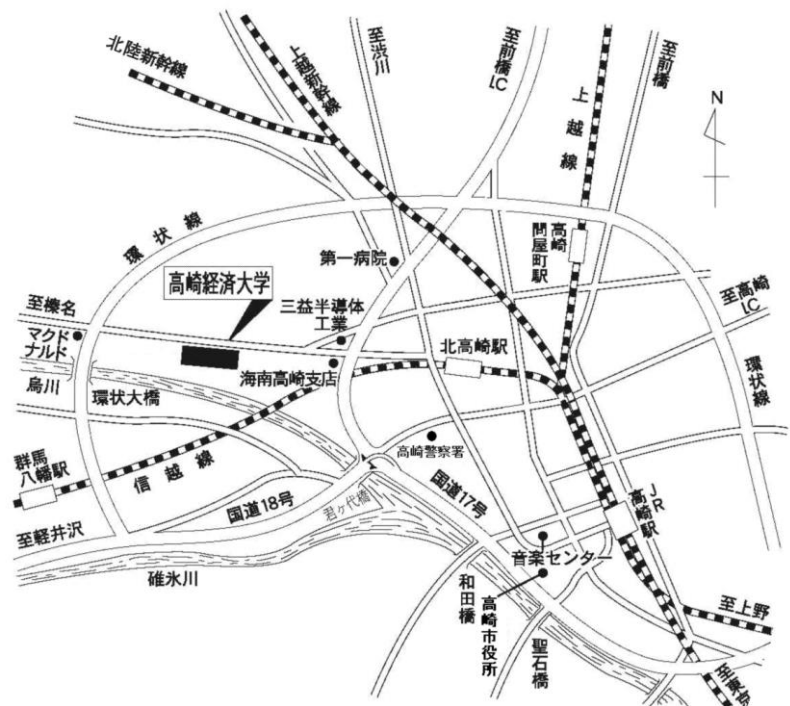 北陸新幹線
上越新幹線
至渋川
至前橋
I.C
上越線
至前橋
N
環状線
高崎
問屋町駅
第一病院
高崎経済大学
至榛名
三益半導体
工業
至高崎
I.C
マクド
ナルド
北高崎駅
海南高崎支店
烏川
環状大橋
環状線
高崎警察署
群馬
八幡駅
信越線
国道17号
国道18号
君ヶ代橋
JR
高崎駅
至軽井沢
音楽センター
碓氷川
和田橋
高崎市役所
至上野
聖石橋
至東京